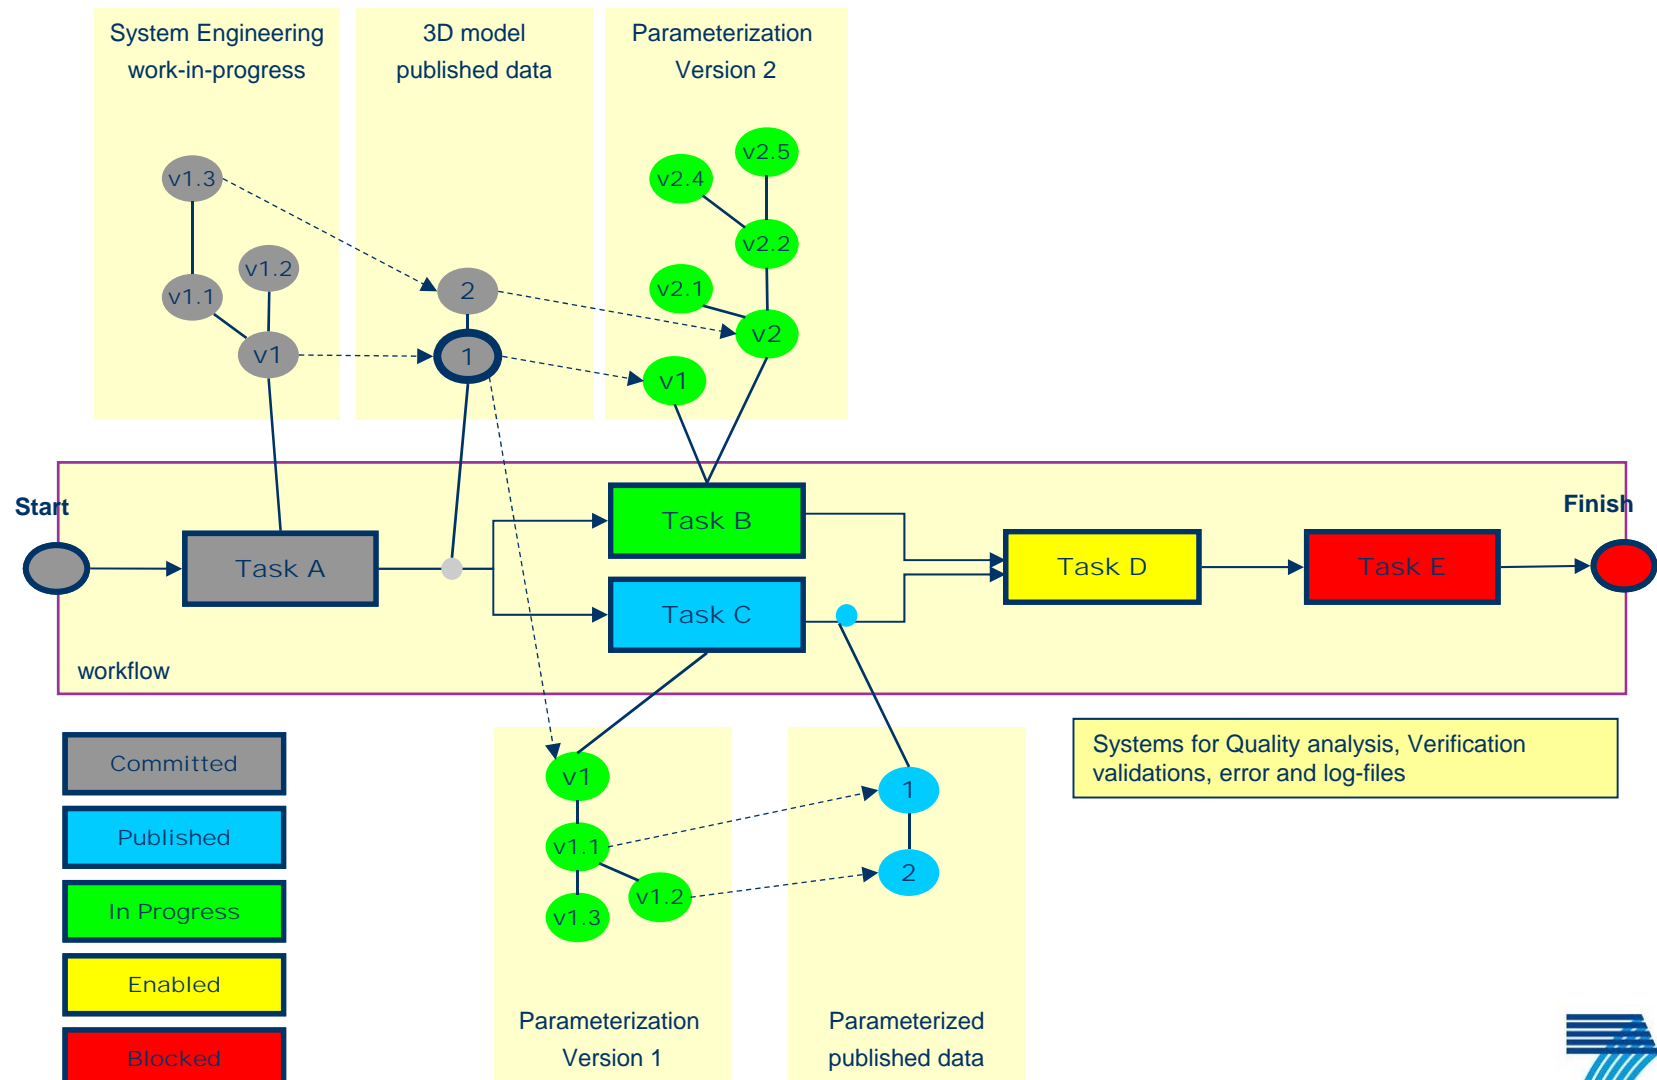 System Engineering
work-in-progress
3D model
published data
Parameterization
Version 2
v2.5
v1.3
v2.4
v2.2
v1.2
v1.1
2
v2.1
v2
v1
1
v1
Start
Finish
Task A
Task B
Task C
Task D
Task E
workflow
Committed
Published
In Progress
Enabled
Blocked
v1
v1.1
v1.2
v1.3
1
2
Systems for Quality analysis, Verification
validations, error and log-files
Parameterization
Version 1
Parameterized
published data